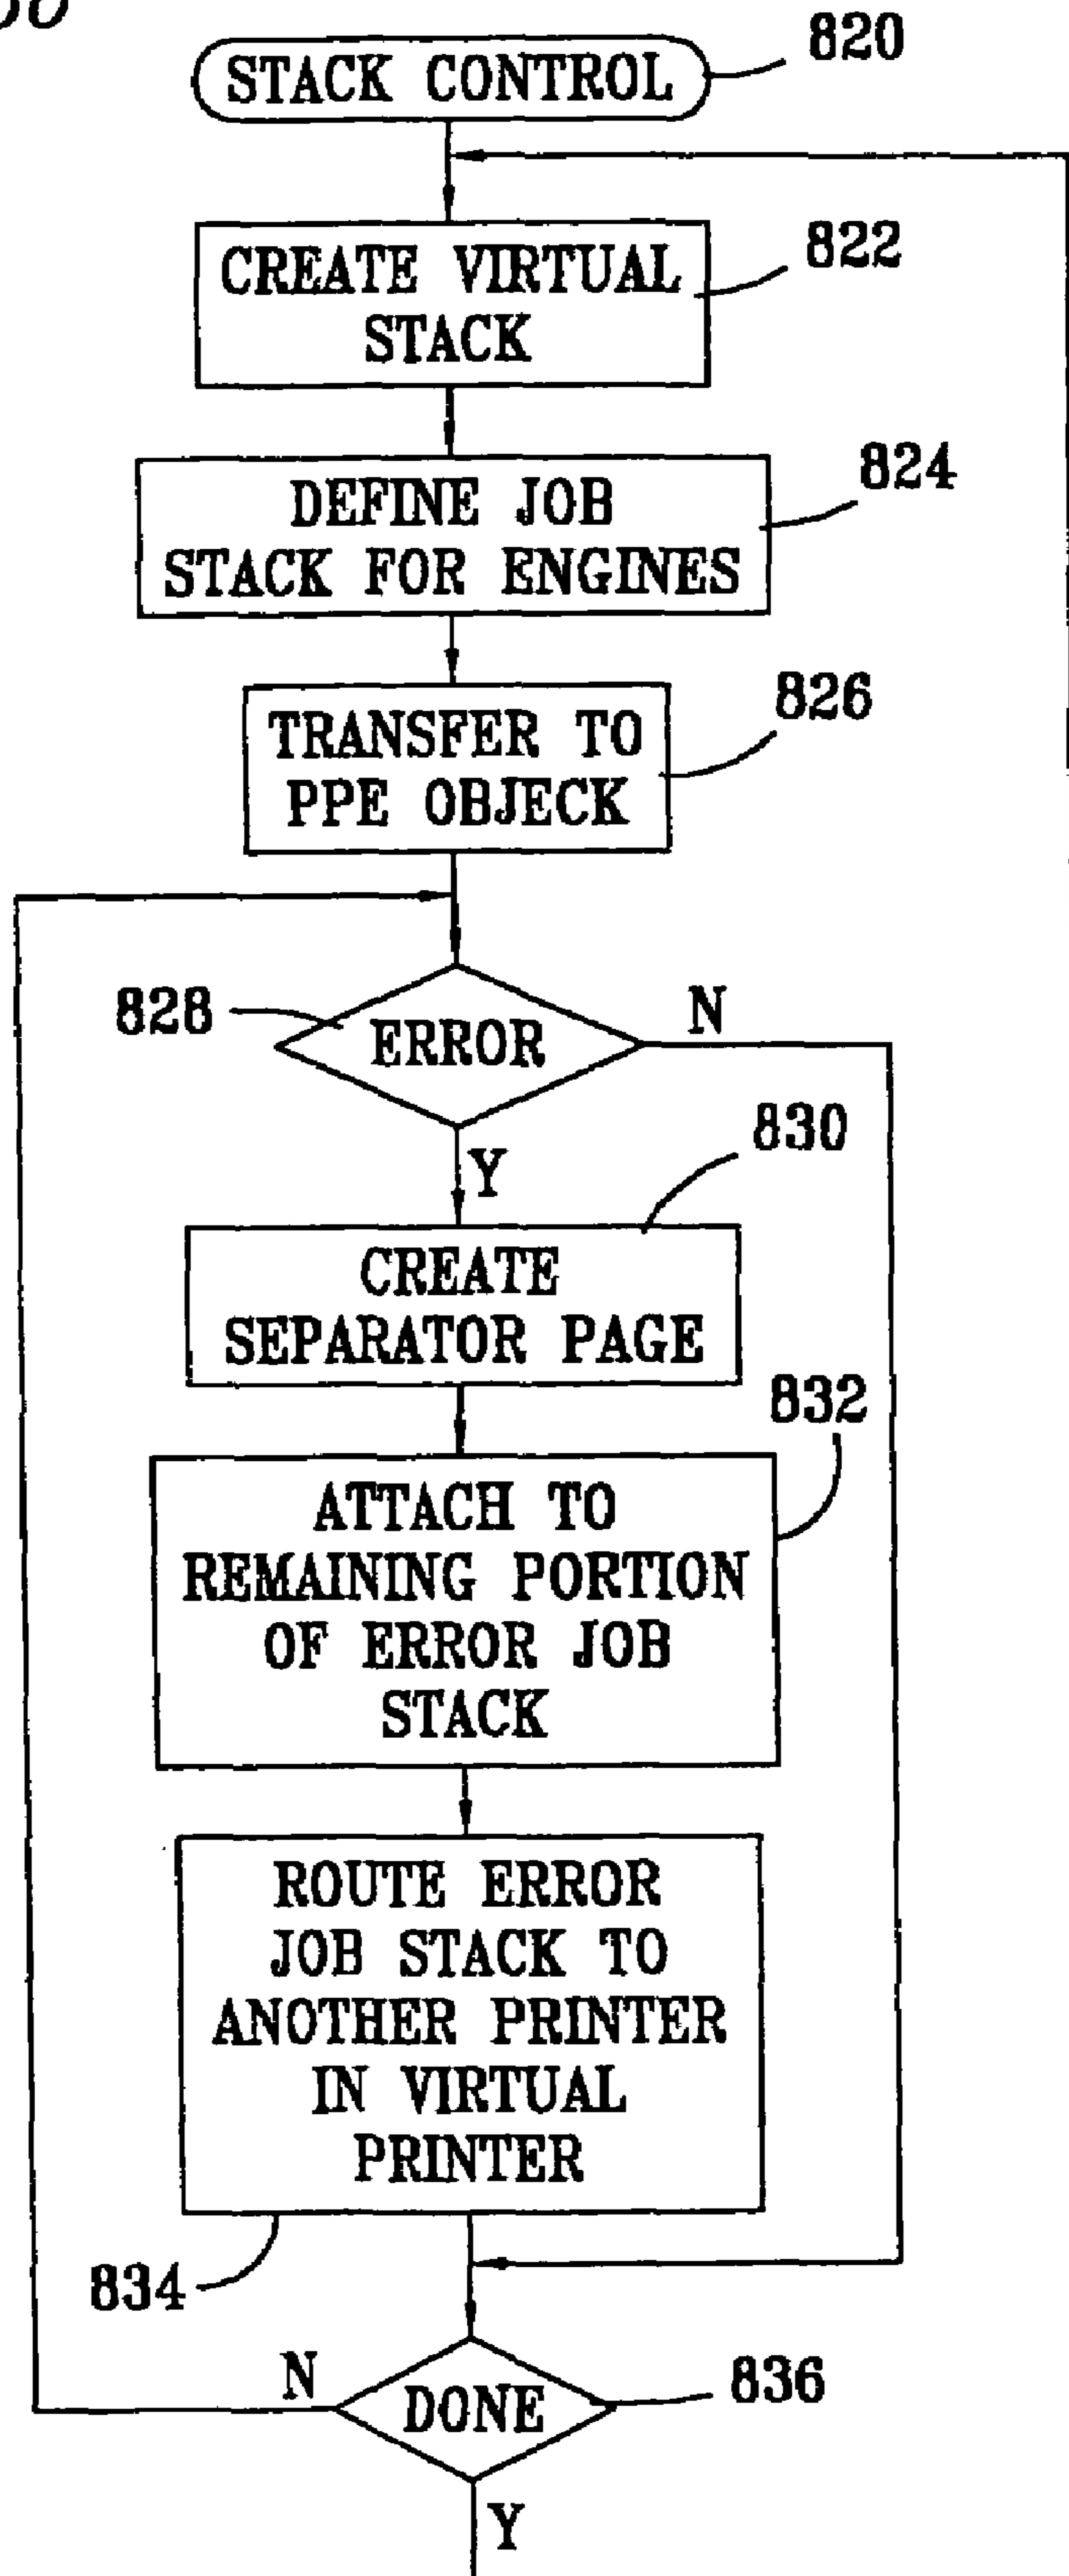 820
STACK CONTROL
822
CREATE VIRTUAL
STACK
824
DEFINE JOB
STACK FOR ENGINES
826
TRANSFER TO
PPE OBJECK
828
ERROR
N
Y
830
CREATE
SEPARATOR PAGE
832
ATTACH TO
REMAINING PORTION
OF ERROR JOB
STACK
ROUTE ERROR
JOB STACK TO
ANOTHER PRINTER
IN VIRTUAL
PRINTER
834
N
DONE
836
Y